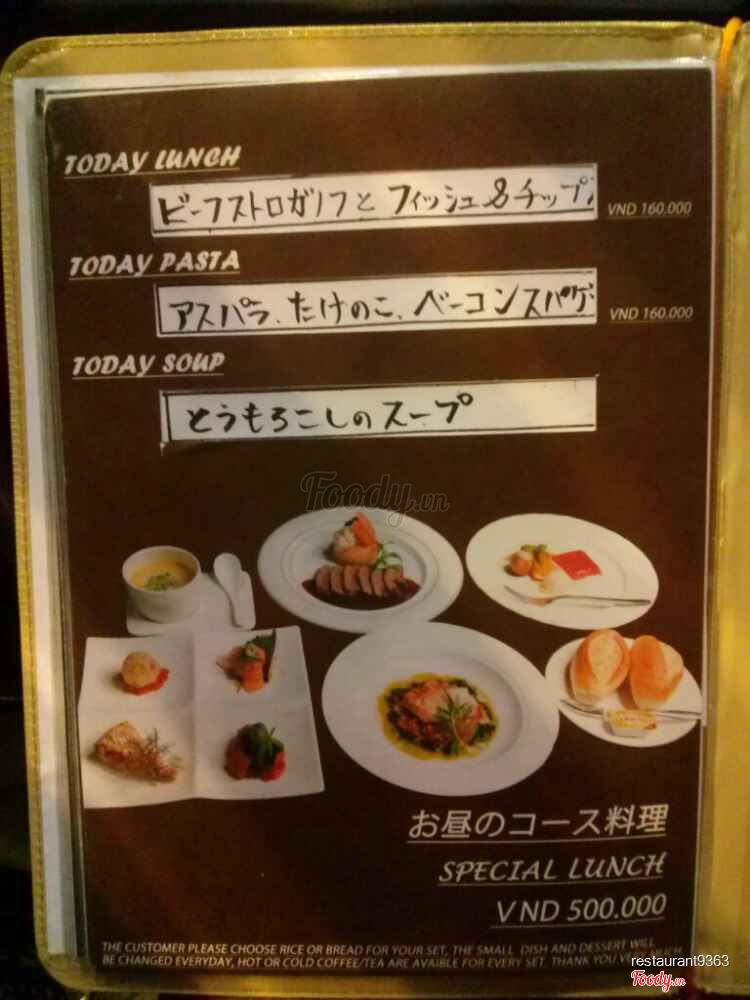 TODAY LUNCH
ビーフストロガノフと フィッシュ&チップ
VND 160.000
TODAY PASTA
アスパラ、たけのこ、ベーコンスパゲ
VND 160.000
TODAY SOUP
とうもろこしのスープ
Foody.vn
お昼のコース料理
SPECIAL LUNCH
VND 500.000
THE CUSTOMER PLEASE CHOOSE RICE OR BREAD FOR YOUR SET, THE SMALL DISH AND DESSERT WILL
BE CHANGED EVERYDAY, HOT OR COLD COFFEE/TEA ARE AVAIBLE FOR EVERY SET. THANK YOU
restaurant9363
Foody.vn